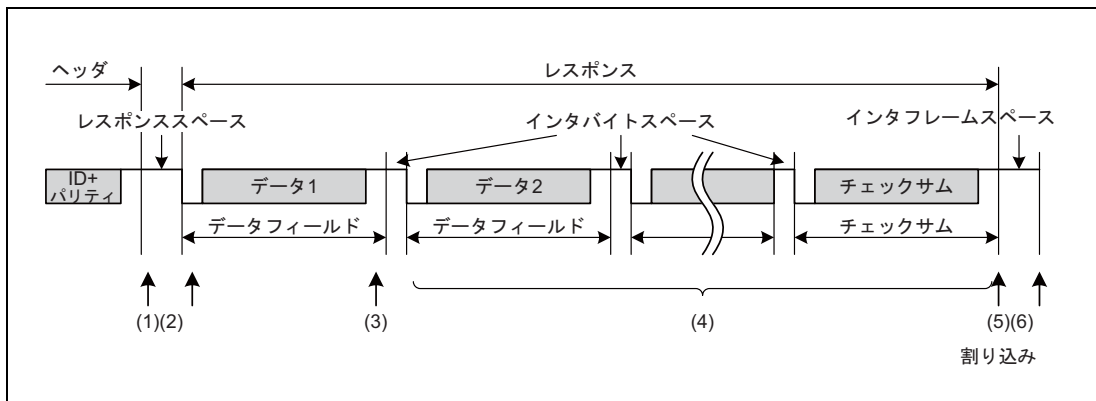 ヘッダ
レスポンス
レスポンススペース
インタバイトスペース
インタフレームスペース
ID+
パリティ
データ1
データ2
チェックサム
データフィールド
データフィールド
チェックサム
(1)(2)
(3)
(4)
(5)(6)
割り込み